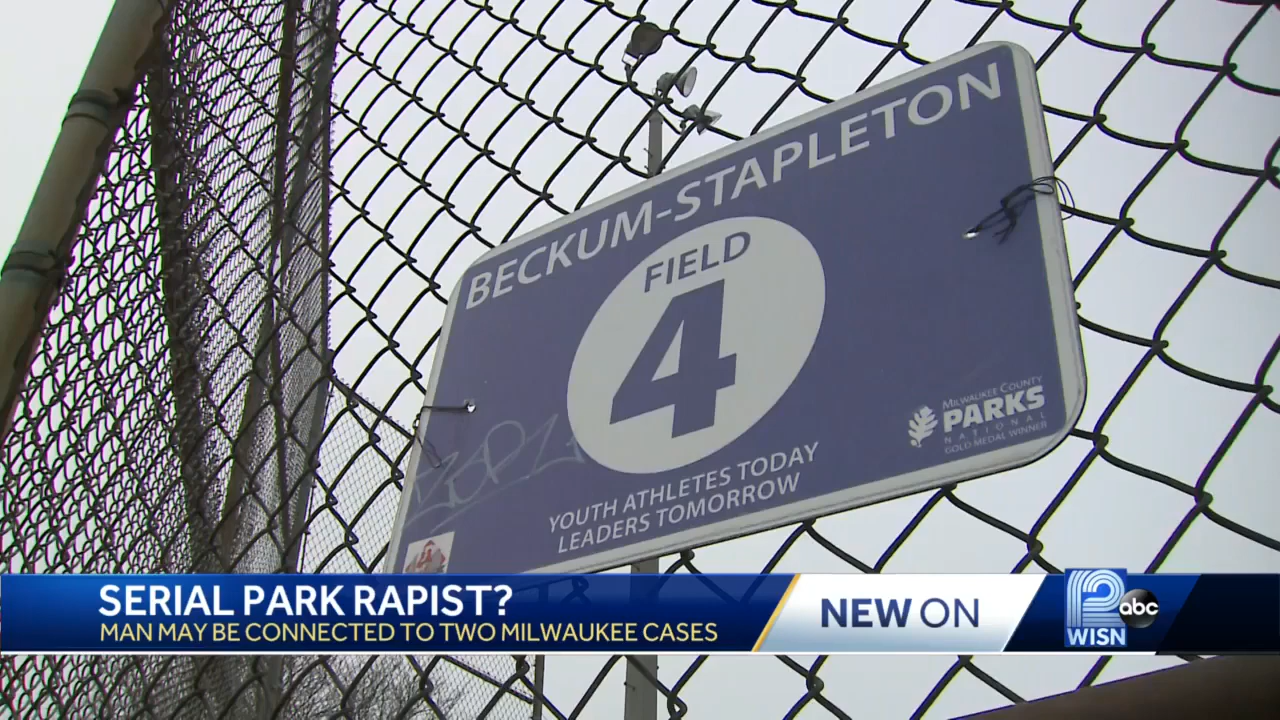 BECKUM-STAPLETON
FIELD
4
YOUTH ATHLETES TODAY
LEADERS TOMORROW
MILWAUKEE COUNTY
PARKS
NATIONAL
GOLD MEDAL WINNER
SERIAL PARK RAPIST?
MAN MAY BE CONNECTED TO TWO MILWAUKEE CASES
NEW ON
12
WISN
abc